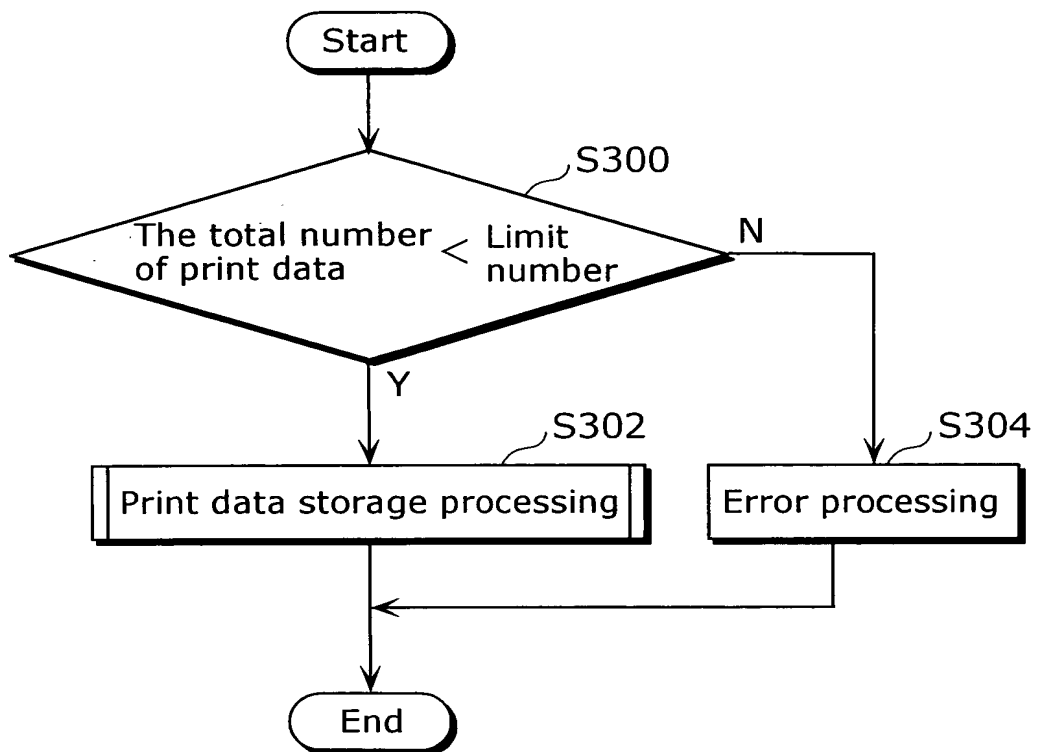 Start
S300
The total number < Limit
of print data number
N
Y
S302
S304
Print data storage processing
Error processing
End